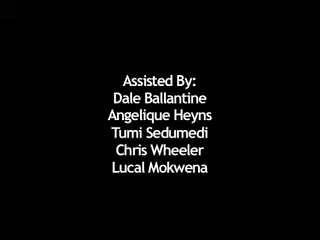 Assisted By:
Dale Ballantine
Angelique Heyns
Tumi Sedumedi
Chris Wheeler
Lucal Mokwena